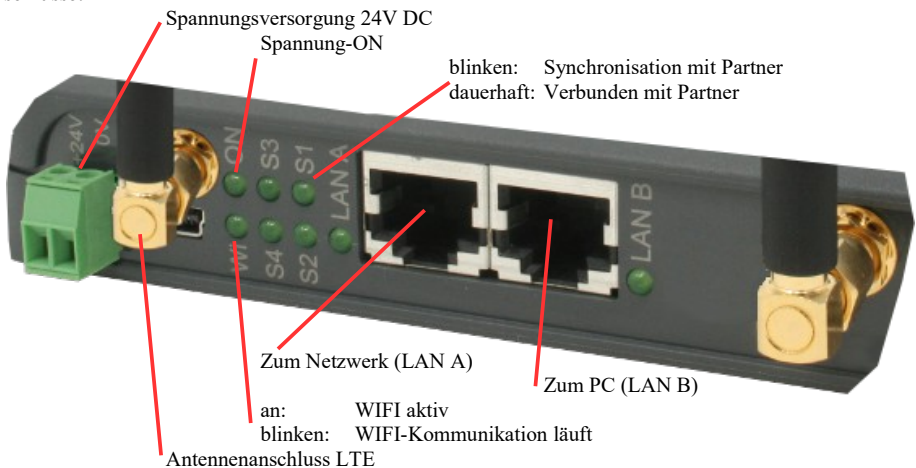 Spannungsversorgung 24V DC
Spannung-ON
blinken: Synchronisation mit Partner
dauerhaft: Verbunden mit Partner
+24V
0V
ON
S3
S1
LAN A
LAN B
WI
S4
S2
Zum Netzwerk (LAN A)
Zum PC (LAN B)
an: WIFI aktiv
blinken: WIFI-Kommunikation läuft
Antennenanschluss LTE